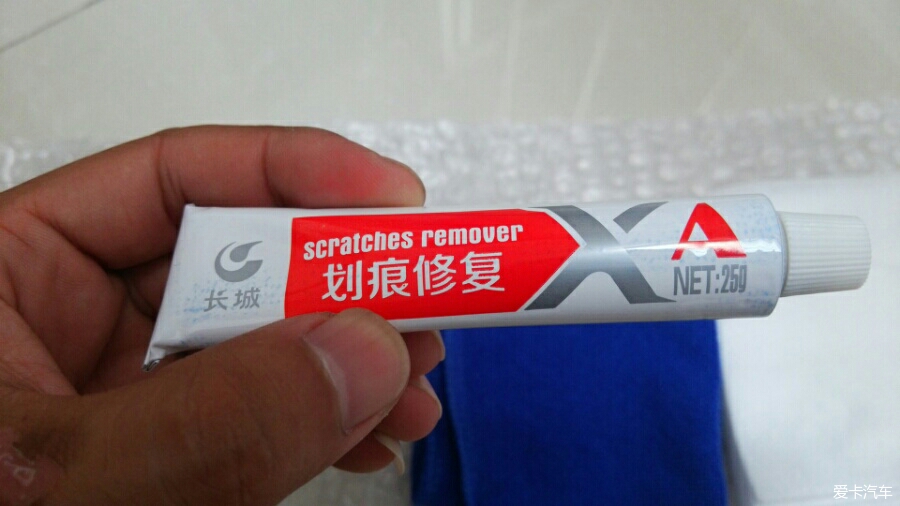 长城
scratches remover
划痕修复
XA
NET:25g
爱卡汽车